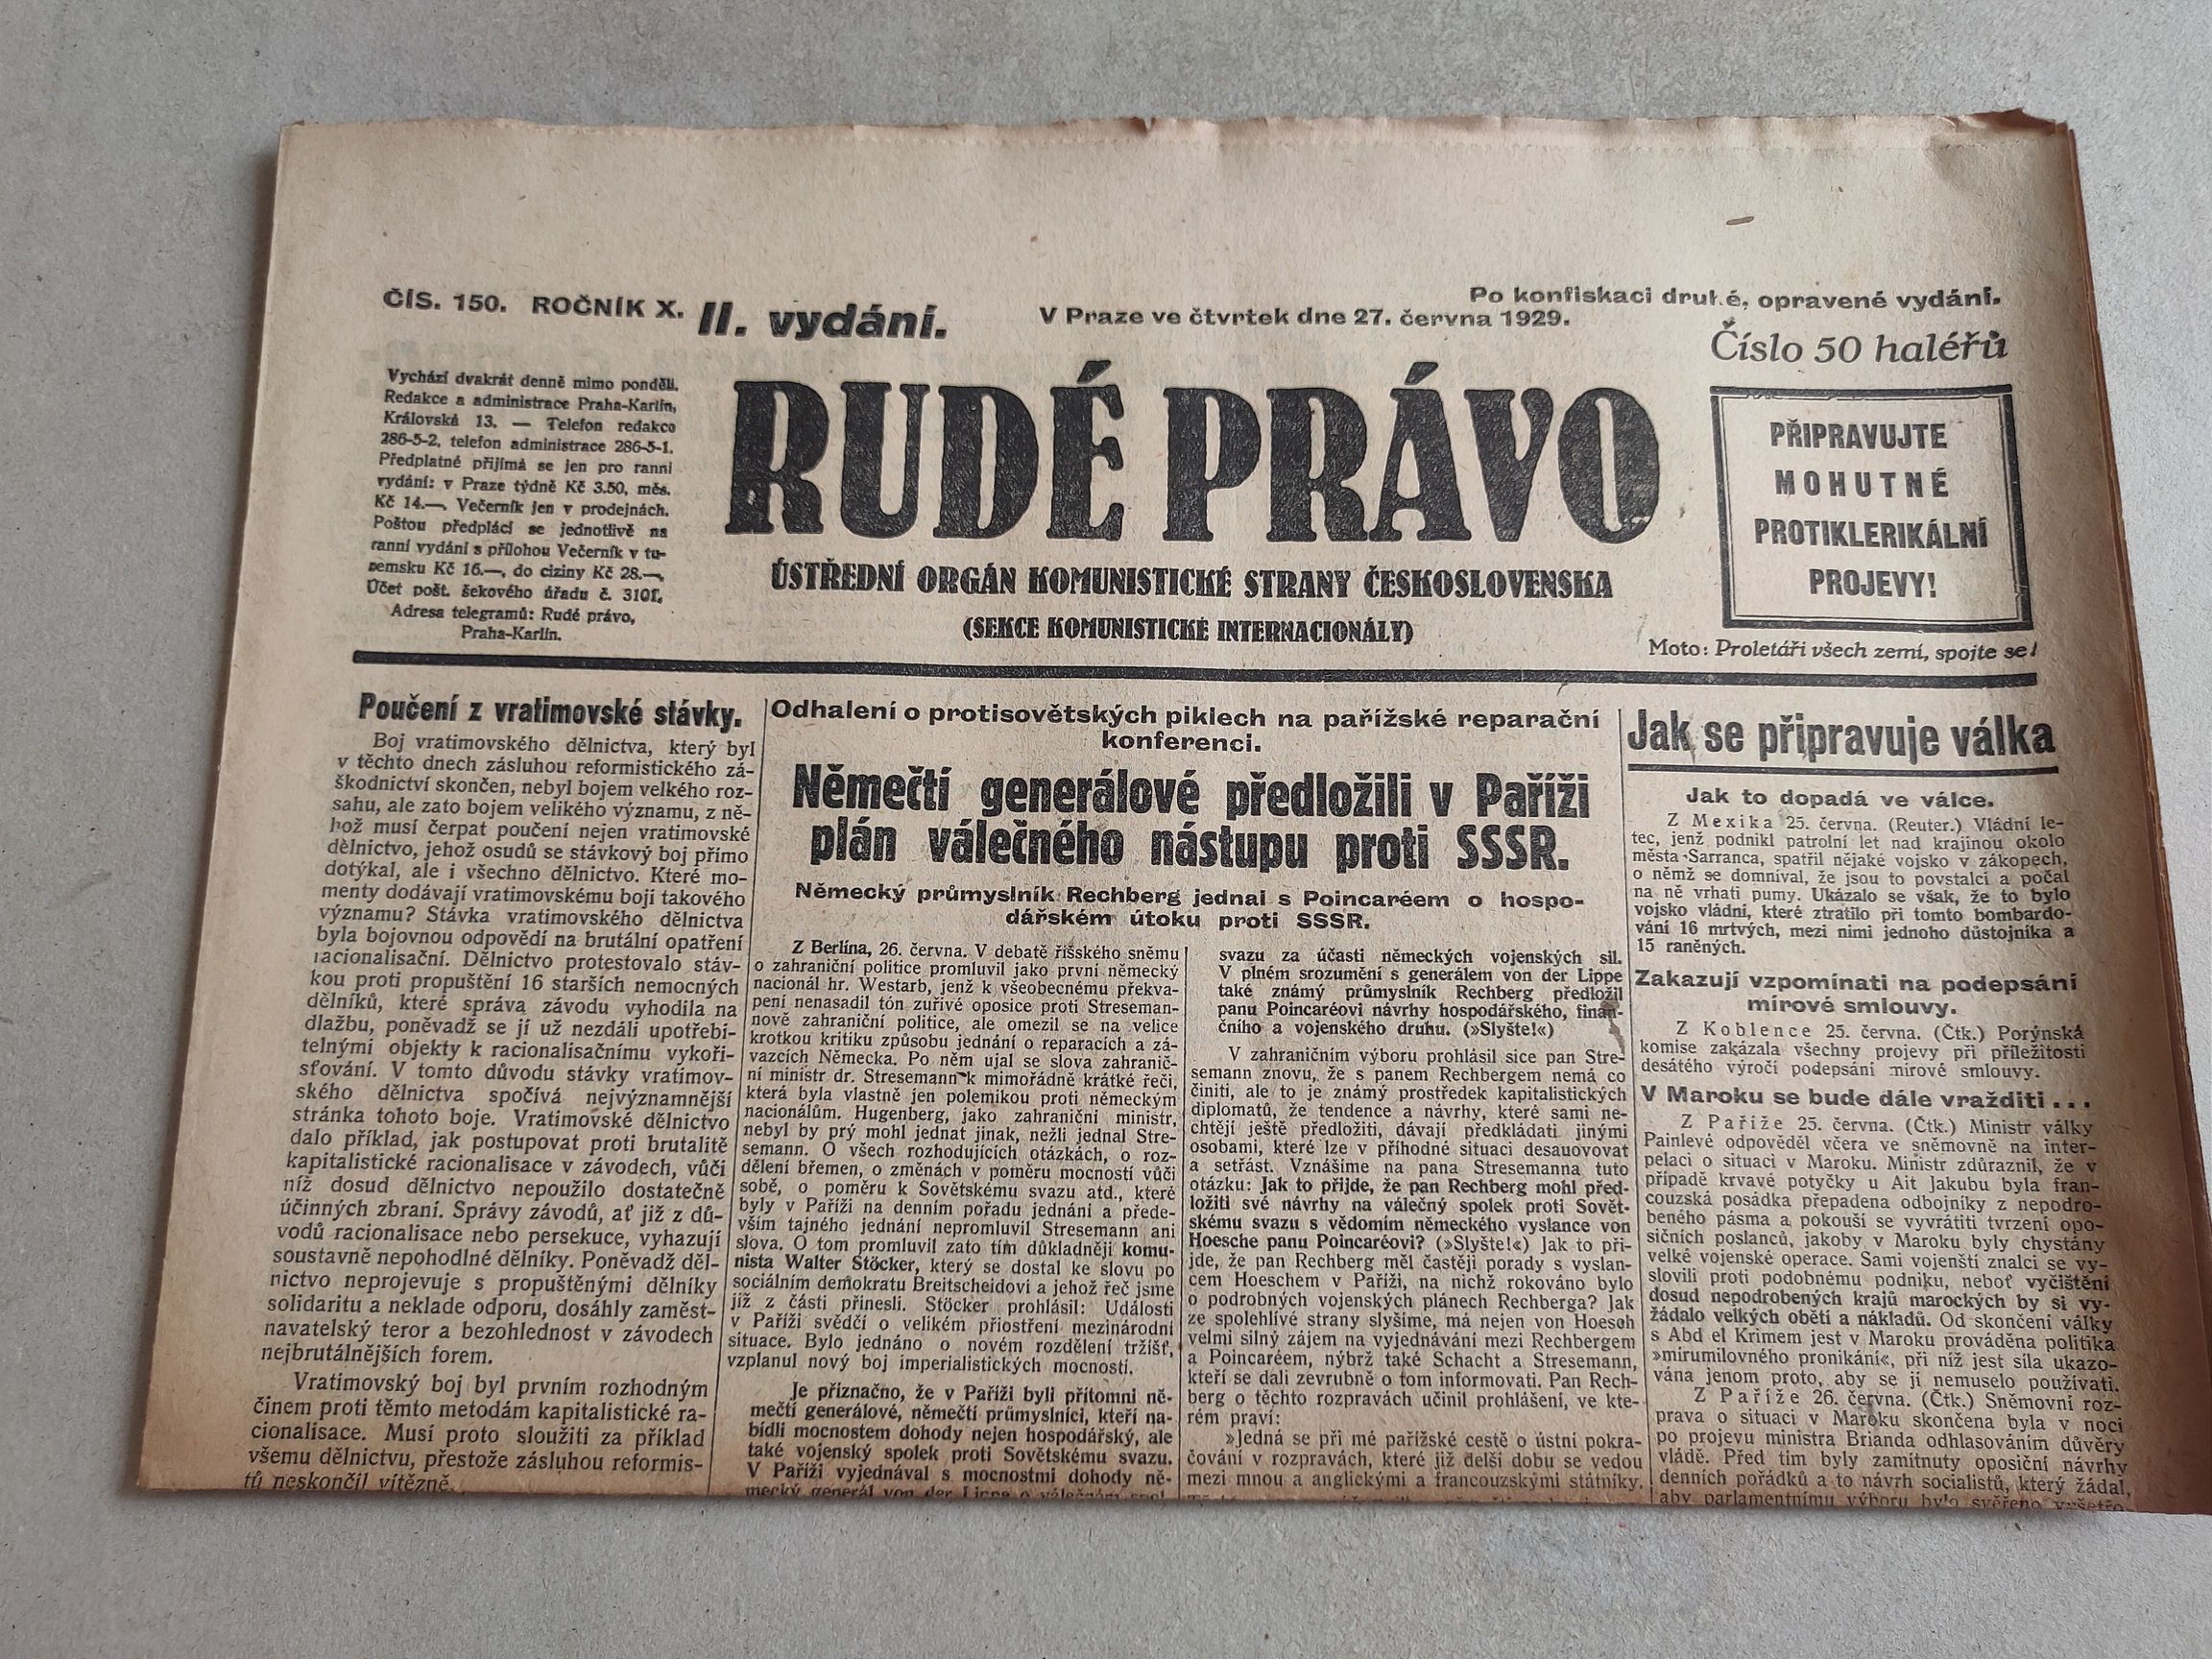 ČÍS. 150. ROČNÍK X. II. vydání.
V Praze ve čtvrtek dne 27. června 1929.
Po konfiskaci druhé, opravené vydání.
Číslo 50 haléřů
Vychází dvakrát denně mimo pondělí.
Redakce a administrace Praha-Karlín,
Královská 13. — Telefon redakce
286-5-2, telefon administrace 286-5-1.
Předplatné přijímá se jen pro ranní
vydání: v Praze týdně Kč 3.50, měs.
Kč 14.—. Večerník jen v prodejnách.
Poštou předplácí se jednotlivě na
ranní vydání s přílohou Večerník v tu-
zemsku Kč 16.—, do ciziny Kč 28.—,
Účet pošt. šekového úřadu č.
Adresa telegramů: Rudé právo,
Praha-Karlín.
RUDÉ PRÁVO
ÚSTŘEDNÍ ORGÁN KOMUNISTICKÉ STRANY ČESKOSLOVENSKA
(SEKCE KOMUNISTICKÉ INTERNACIONÁLY)
PŘIPRAVUJTE
MOHUTNÉ
PROTIKLERIKÁLNÍ
PROJEVY!
Moto: Proletáři všech zemí, spojte se!
Poučení z vratimovské stávky.
Boj vratimovského dělnictva, který byl
v těchto dnech zásluhou reformistického zá-
škodnictví skončen, nebyl bojem velkého roz-
sahu, ale zato bojem velikého významu, z ně-
hož musí čerpat poučení nejen vratimovské
dělnictvo, jehož osudů se stávkový boj přímo
dotýkal, ale i všechno dělnictvo. Které mo-
menty dodávají vratimovskému boji takového
významu? Stávka vratimovského dělnictva
byla bojovnou odpovědí na brutální opatření
racionalisační. Dělnictvo protestovalo stáv-
kou proti propuštění 16 starších nemocných
dělníků, které správa závodu vyhodila na
dlažbu, poněvadž se jí už nezdáli upotřebi-
telnými objekty k racionalisačnímu vykoři-
sťování. V tomto důvodu stávky vratimov-
ského dělnictva spočívá nejvýznamnější
stránka tohoto boje. Vratimovské dělnictvo
dalo příklad, jak postupovat proti brutalitě
kapitalistické racionalisace v závodech, vůči
níž dosud dělnictvo nepoužilo dostatečně
účinných zbraní. Správy závodů, ať již z dů-
vodů racionalisace nebo persekuce, vyhazují
soustavně nepohodlné dělníky. Poněvadž děl-
nictvo neprojevuje s propuštěnými dělníky
solidaritu a neklade odporu, dosáhly zaměst-
navatelský teror a bezohlednost v závodech
nejbrutálnějších forem.
Vratimovský boj byl prvním rozhodným
činem proti těmto metodám kapitalistické ra-
cionalisace. Musí proto sloužiti za příklad
všemu dělnictvu, přestože zásluhou reformis-
tů neskončil vítězně.
Odhalení o protisovětských piklech na pařížské reparační
konferenci.
Němečtí generálové předložili v Paříži
plán válečného nástupu proti SSSR.
Německý průmyslník Rechberg jednal s Poincaréem o hospo-
dářském útoku proti SSSR.
Z Berlína, 26. června. V debatě říšského sněmu
o zahraniční politice promluvil jako první německý
nacionál hr. Westarb, jenž k všeobecnému překva-
pení nenasadil tón zuřivé oposice proti Streseman-
nově zahraniční politice, ale omezil se na velice
krotkou kritiku způsobu jednání o reparacích a zá-
vazcích Německa. Po něm ujal se slova zahranič-
ní ministr dr. Stresemann k mimořádně krátké řeči,
která byla vlastně jen polemikou proti německým
nacionálům. Hugenberg, jako zahraniční ministr,
nebyl by prý mohl jednat jinak, nežli jednal Stre-
semann. O všech rozhodujících otázkách, o roz-
dělení břemen, o změnách v poměru mocností vůči
sobě, o poměru k Sovětskému svazu atd., které
byly v Paříži na denním pořadu jednání a přede-
vším tajného jednání nepromluvil Stresemann ani
slova. O tom promluvil zato tím důkladněji komu-
nista Walter Stöcker, který se dostal ke slovu po
sociálním demokratu Breitscheidovi a jehož řeč jsme
již z části přinesli. Stöcker prohlásil: Události
v Paříži svědčí o velikém přiostření mezinárodní
situace. Bylo jednáno o novém rozdělení tržišť,
vzplanul nový boj imperialistických mocností.
Je příznačno, že v Paříži byli přítomni ně-
mečtí generálové, němečtí průmyslníci, kteří na-
bídli mocnostem dohody nejen hospodářský, ale
také vojenský spolek proti Sovětskému svazu.
V Paříži vyjednával s mocnostmi dohody ně-
mecký generál von der Lippe o válečném spol-
svazu za účasti německých vojenských sil.
V plném srozumění s generálem von der Lippe
také známý průmyslník Rechberg předložil
panu Poincaréovi návrhy hospodářského, finan-
čního a vojenského druhu. (»Slyšte!«)
V zahraničním výboru prohlásil sice pan Stre-
semann znovu, že s panem Rechbergem nemá co
činiti, ale to je známý prostředek kapitalistických
diplomatů, že tendence a návrhy, které sami ne-
chtějí ještě předložiti, dávají předkládati jinými
osobami, které lze v příhodné situaci desauovovat
a setřást. Vznášíme na pana Stresemanna tuto
otázku: Jak to přijde, že pan Rechberg mohl před-
ložiti své návrhy na válečný spolek proti Sovět-
skému svazu s vědomím německého vyslance von
Hoesche panu Poincaréovi? (»Slyšte!«) Jak to při-
jde, že pan Rechberg měl častěji porady s vyslan-
cem Hoeschem v Paříži, na nichž rokováno bylo
o podrobných vojenských plánech Rechberga? Jak
ze spolehlivé strany slyšíme, má nejen von Hoesch
velmi silný zájem na vyjednávání mezi Rechbergem
a Poincaréem, nýbrž také Schacht a Stresemann,
kteří se dali zevrubně o tom informovati. Pan Rech-
berg o těchto rozpravách učinil prohlášení, ve kte-
rém praví:
»Jedná se při mé pařížské cestě o ústní pokra-
čování v rozpravách, které již delší dobu se vedou
mezi mnou a anglickými a francouzskými státníky.
Jak se připravuje válka
Jak to dopadá ve válce.
Z Mexika 25. června. (Reuter.) Vládní le-
tec, jenž podnikl patrolní let nad krajinou okolo
města Sarranca, spatřil nějaké vojsko v zákopech,
o němž se domníval, že jsou to povstalci a počal
na ně vrhati pumy. Ukázalo se však, že to bylo
vojsko vládní, které ztratilo při tomto bombardo-
vání 16 mrtvých, mezi nimi jednoho důstojníka a
15 raněných.
Zakazují vzpomínati na podepsání
mírové smlouvy.
Z Koblence 25. června. (Čtk.) Porýnská
komise zakázala všechny projevy při příležitosti
desátého výročí podepsání mírové smlouvy.
V Maroku se bude dále vražditi . . .
Z Paříže 25. června. (Čtk.) Ministr války
Painlevé odpověděl včera ve sněmovně na inter-
pelaci o situaci v Maroku. Ministr zdůraznil, že v
případě krvavé potyčky u Ait Jakubu byla fran-
couzská posádka přepadena odbojníky z nepodro-
beného pásma a pokouší se vyvrátiti tvrzení opo-
sičních poslanců, jakoby v Maroku byly chystány
velké vojenské operace. Sami vojenští znalci se vy-
slovili proti podobnému podniku, neboť vyčištění
dosud nepodrobených krajů marockých by si vy-
žádalo velkých obětí a nákladů. Od skončení války
s Abd el Krimem jest v Maroku prováděna politika
»mírumilovného pronikání«, při níž jest síla ukazo-
vána jenom proto, aby se jí nemuselo používati.
Z Paříže 26. června. (Čtk.) Sněmovní roz-
prava o situaci v Maroku skončena byla v noci
po projevu ministra Brianda odhlasováním důvěry
vládě. Před tím byly zamítnuty oposiční návrhy
denních pořádků a to návrh socialistů, který žádal,
aby parlamentnímu výboru bylo svěřeno vyšetřo-